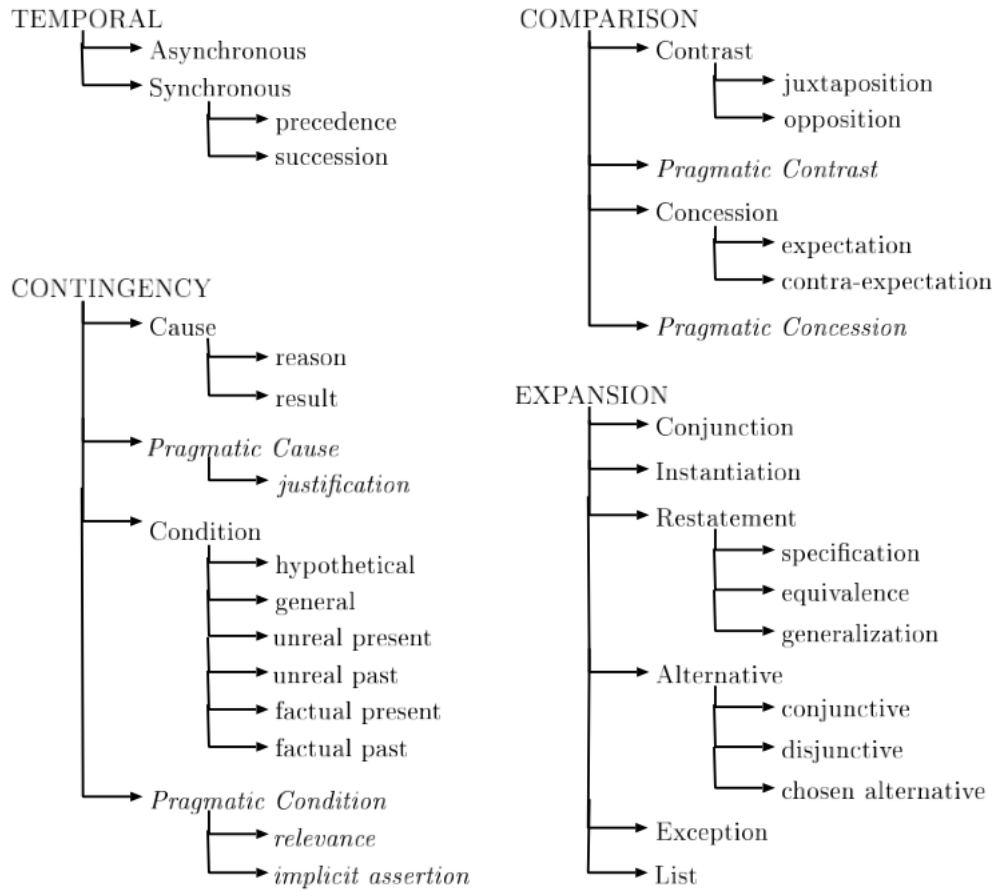 TEMPORAL
Asynchronous
Synchronous
precedence
succession
CONTINGENCY
Cause
reason
result
Pragmatic Cause
justification
Condition
hypothetical
general
unreal present
unreal past
factual present
factual past
Pragmatic Condition
relevance
implicit assertion
COMPARISON
Contrast
juxtaposition
opposition
Pragmatic Contrast
Concession
expectation
contra-expectation
Pragmatic Concession
EXPANSION
Conjunction
Instantiation
Restatement
specification
equivalence
generalization
Alternative
conjunctive
disjunctive
chosen alternative
Exception
List